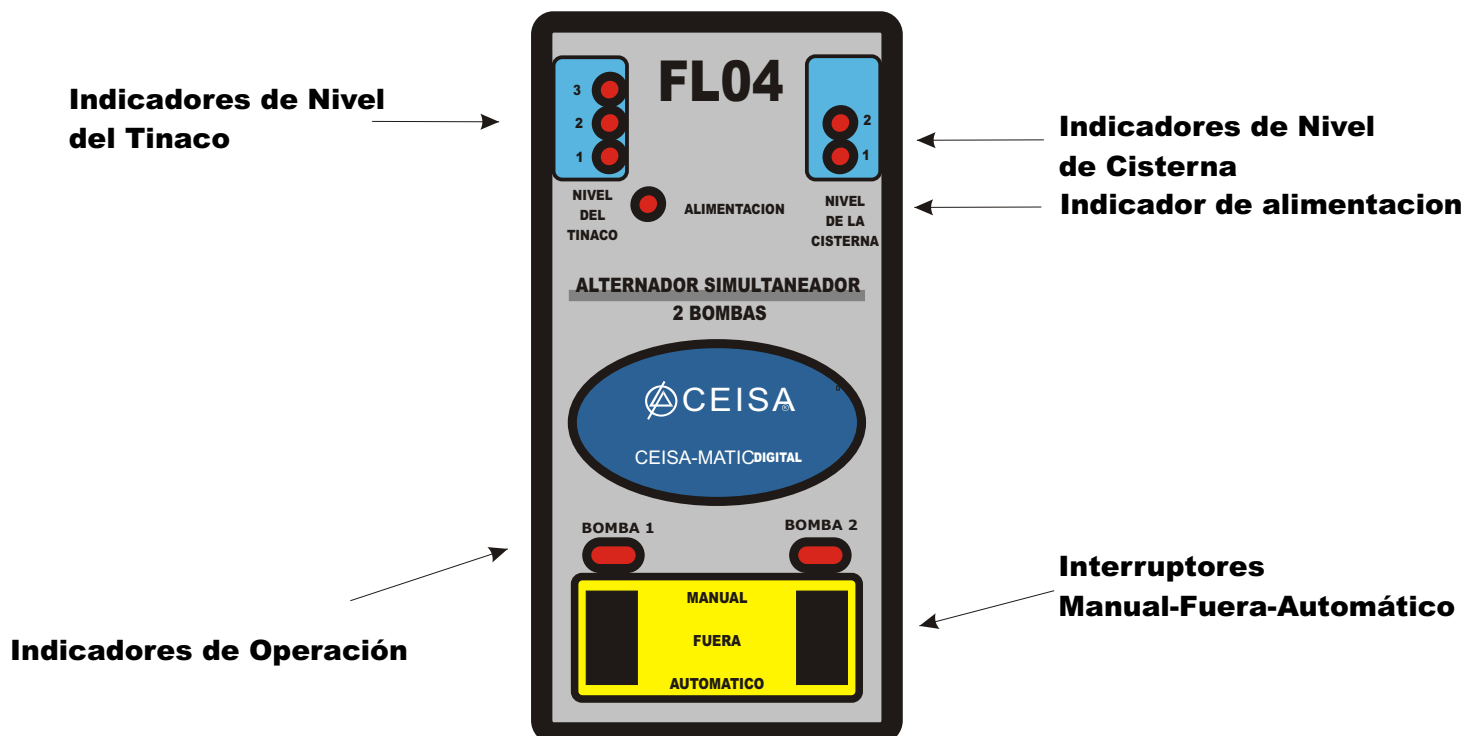 Indicadores de Nivel
del Tinaco
FL04
3
2
1
2
1
NIVEL
DEL
TINACO
ALIMENTACION
NIVEL
DE LA
CISTERNA
Indicadores de Nivel
de Cisterna
Indicador de alimentacion
ALTERNADOR SIMULTANEADOR
2 BOMBAS
CEISA®
CEISA-MATIC DIGITAL
BOMBA 1
BOMBA 2
MANUAL
FUERA
AUTOMATICO
Indicadores de Operación
Interruptores
Manual-Fuera-Automático